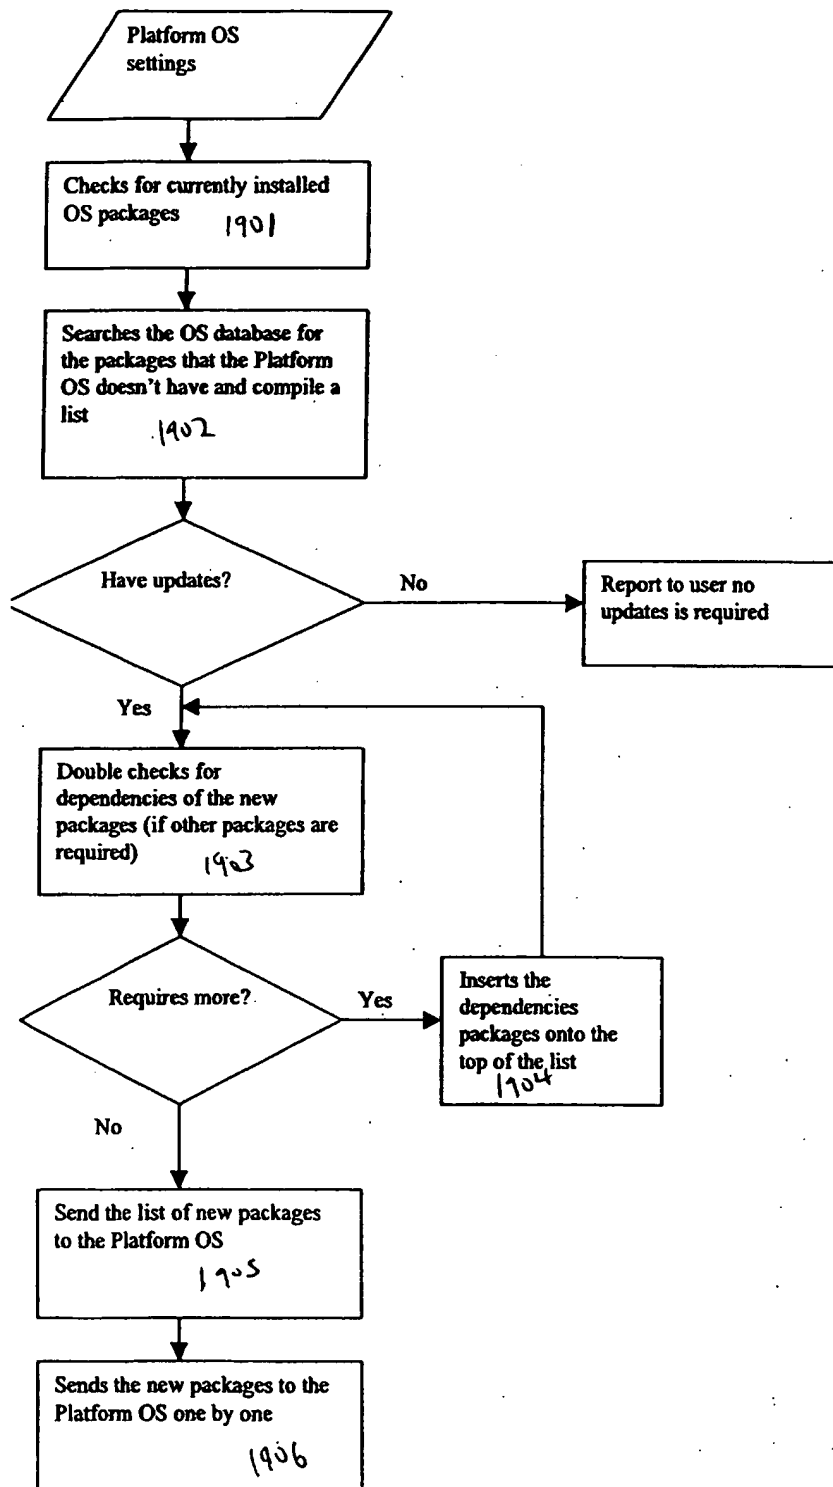 Platform OS
settings
Checks for currently installed
OS packages 1901
Searches the OS database for
the packages that the Platform
OS doesn't have and compile a
list
1902
Have updates?
No
Report to user no
updates is required
Yes
Double checks for
dependencies of the new
packages (if other packages are
required) 1903
Requires more?
Yes
Inserts the
dependencies
packages onto the
top of the list
1904
No
Send the list of new packages
to the Platform OS
1905
Sends the new packages to the
Platform OS one by one
1906